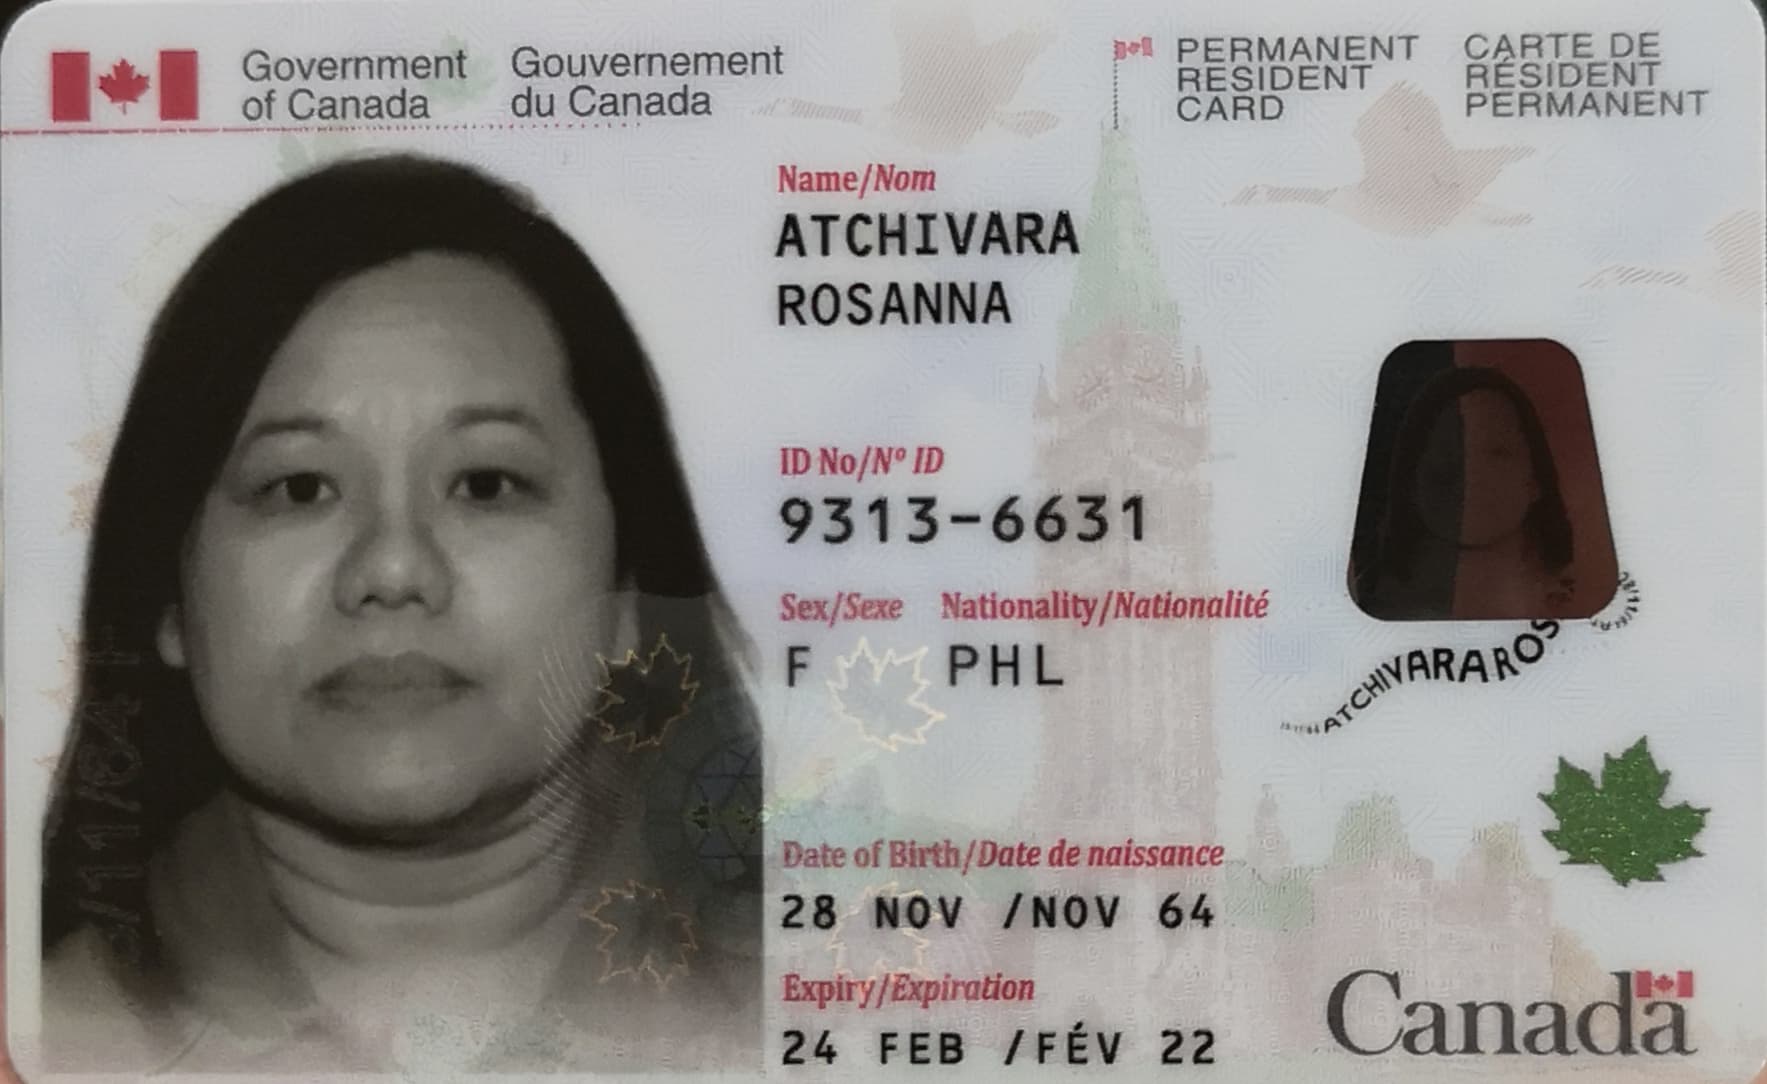 Government Gouvernement
of Canada du Canada
PERMANENT RESIDENT CARD
CARTE DE RÉSIDENT PERMANENT
Name/Nom
ATCHIVARA
ROSANNA
ID No/Nº ID
9313-6631
Sex/Sexe Nationality/Nationalité
F PHL
ATCHIVARAROS
Date of Birth/Date de naissance
28 NOV /NOV 64
Expiry/Expiration
24 FEB /FÉV 22
Canada